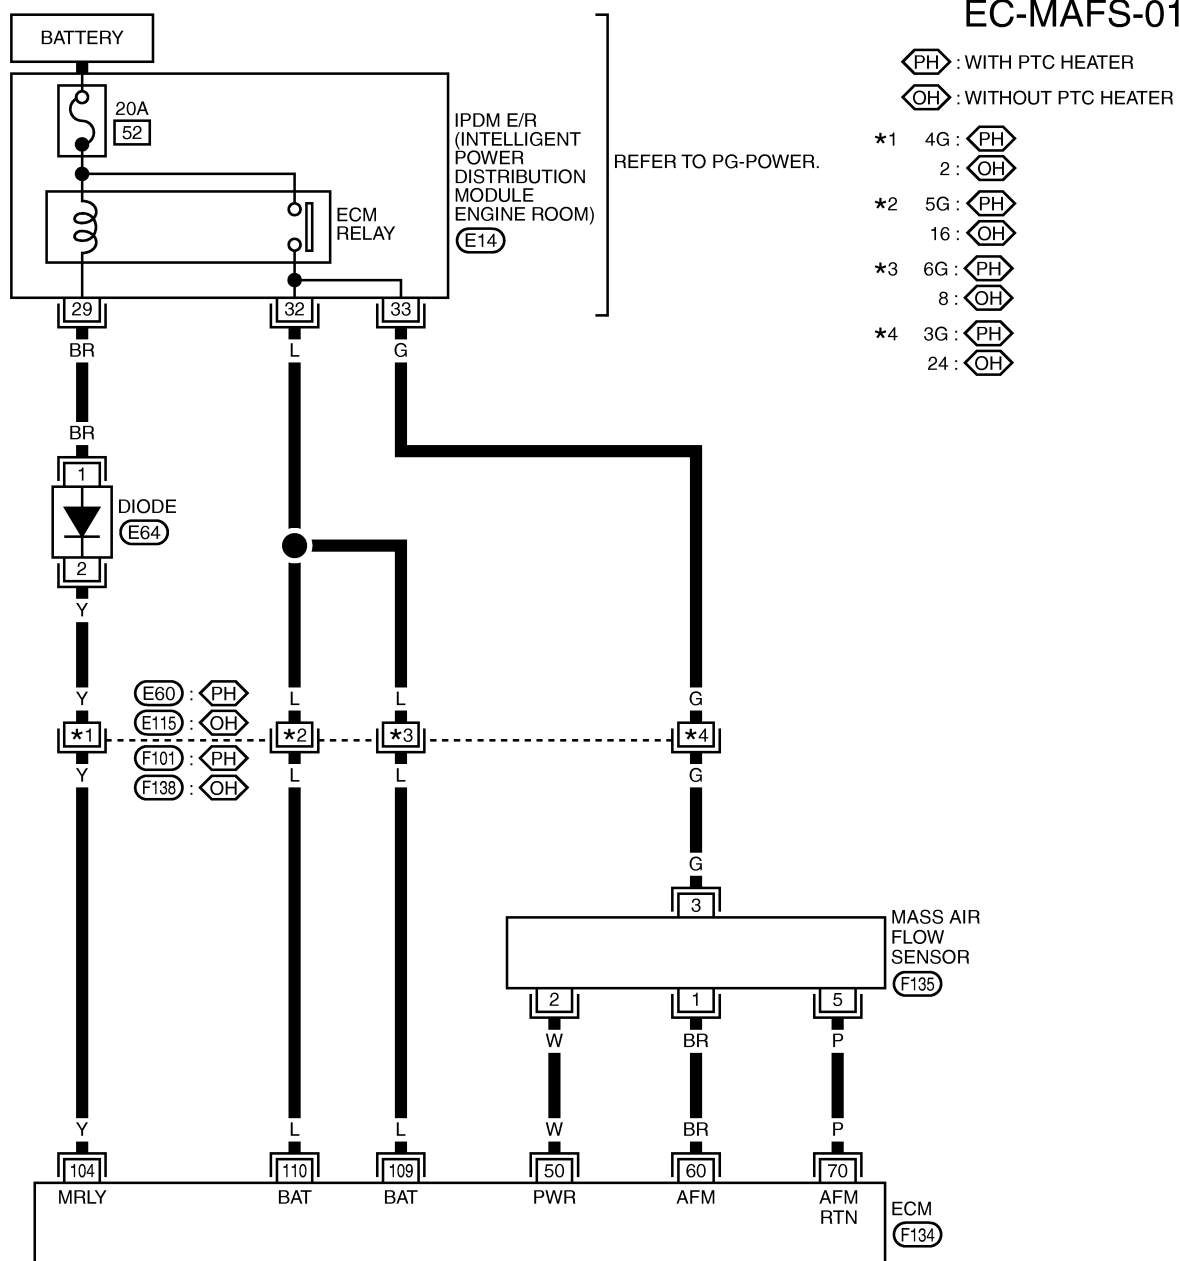 EC-MAFS-01
BATTERY
PH : WITH PTC HEATER
OH : WITHOUT PTC HEATER
20A
52
IPDM E/R
(INTELLIGENT
POWER
DISTRIBUTION
MODULE
ENGINE ROOM)
E14
REFER TO PG-POWER.
*1 4G : PH
2 : OH
*2 5G : PH
16 : OH
*3 6G : PH
8 : OH
*4 3G : PH
24 : OH
ECM
RELAY
29 32 33
BR L G
BR
1
DIODE
E64
2
Y
Y L L G
E60 : PH
E115 : OH
*1 *2 *3 *4
F101 : PH
F138 : OH
Y L L G
G
3
MASS AIR
FLOW
SENSOR
F135
2 1 5
W BR P
Y L L W BR P
104 110 109 50 60 70
MRLY BAT BAT PWR AFM AFM
RTN
ECM
F134